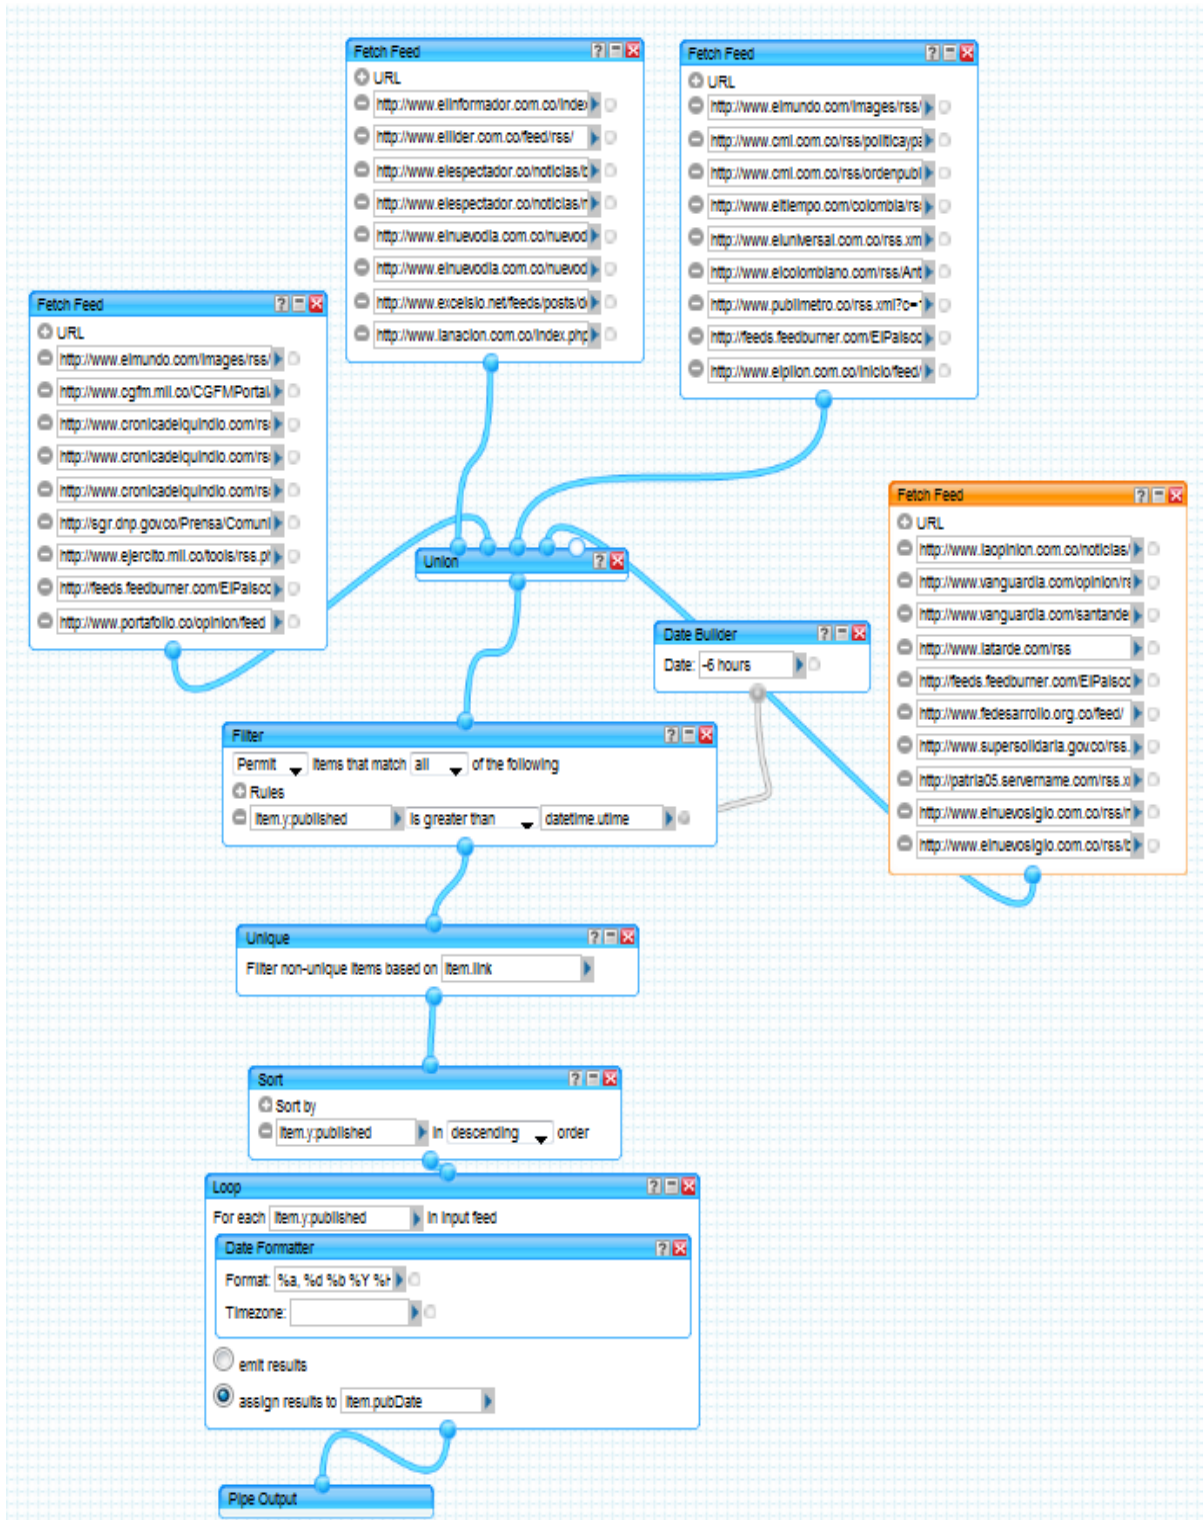 Fetch Feed
URL
http://www.elinformador.com.co/index
http://www.ellider.com.co/feed/rss/
http://www.elespectador.co/noticias/b
http://www.elespectador.co/noticias/r
http://www.elnuevodia.com.co/nuevod
http://www.elnuevodia.com.co/nuevod
http://www.excelsio.net/feeds/posts/d
http://www.lanacion.com.co/index.php
Fetch Feed
URL
http://www.elmundo.com/images/rss/
http://www.cmi.com.co/rss/politicaypa
http://www.cmi.com.co/rss/ordenpubl
http://www.eltiempo.com/colombia/rs
http://www.eluniversal.com.co/rss.xm
http://www.elcolombiano.com/rss/Ant
http://www.publimetro.co/rss.xml?c=
http://feeds.feedburner.com/ElPaiscc
http://www.elpilon.com.co/inicio/feed/
Fetch Feed
URL
http://www.elmundo.com/images/rss/
http://www.cgfm.mil.co/CGFMPortal/
http://www.cronicadelquindio.com/rs
http://www.cronicadelquindio.com/rs
http://www.cronicadelquindio.com/rs
http://sgr.dnp.gov.co/Prensa/Comuni
http://www.ejercito.mil.co/tools/rss.p
http://feeds.feedburner.com/ElPaiscc
http://www.portafolio.co/opinion/feed
Fetch Feed
URL
http://www.laopinion.com.co/noticias/
http://www.vanguardia.com/opinion/rs
http://www.vanguardia.com/santande
http://www.latarde.com/rss
http://feeds.feedburner.com/ElPaiscc
http://www.fedesarrollo.org.co/feed/
http://www.supersolidaria.gov.co/rss.
http://patria05.servername.com/rss.x
http://www.elnuevosiglo.com.co/rss/r
http://www.elnuevosiglo.com.co/rss/b
Union
Date Builder
Date: -6 hours
Filter
Permit items that match all of the following
Rules
item.y:published is greater than datetime.utime
Unique
Filter non-unique items based on item.link
Sort
Sort by
item.y:published in descending order
Loop
For each item.y:published in input feed
Date Formatter
Format: %a, %d %b %Y %H
Timezone:
emit results
assign results to item.pubDate
Pipe Output